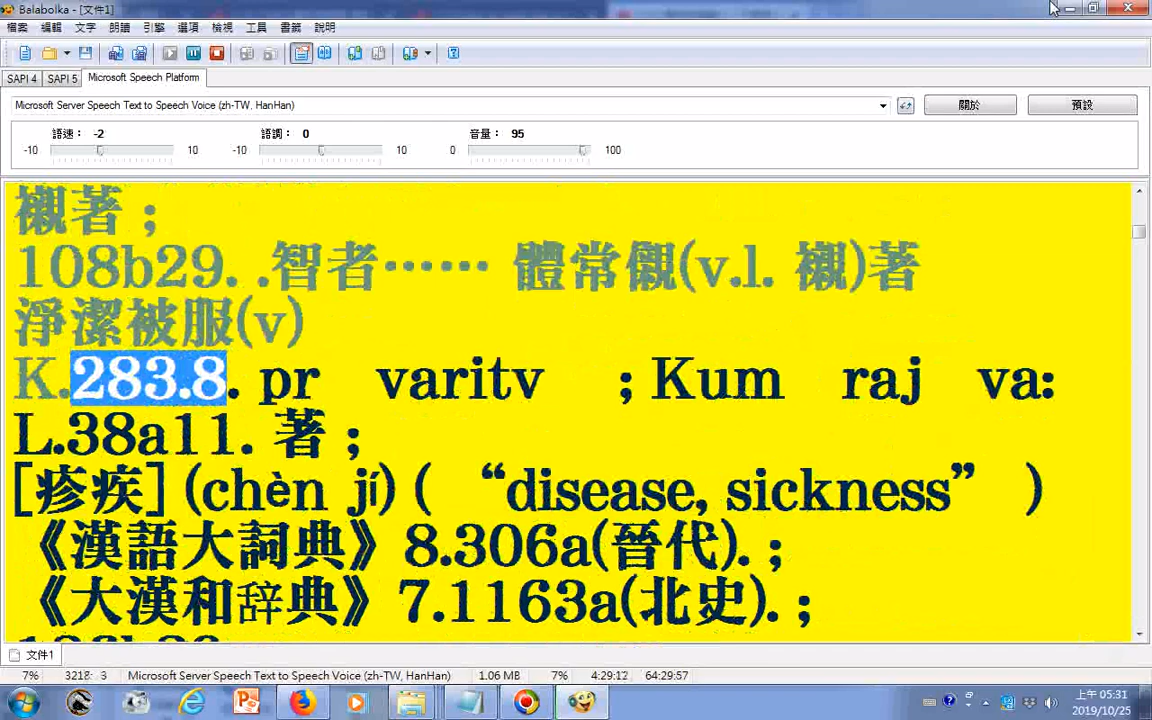 Balabolka - [文件1]
檔案 編輯 文字 朗讀 引擎 選項 檢視 工具 書籤 說明
SAPI 4 SAPI 5 Microsoft Speech Platform
Microsoft Server Speech Text to Speech Voice (zh-TW, HanHan) 關於 預設
語速： -2 語調： 0 音量： 95
-10 10 -10 10 0 100
襯著；
108b29. .智者…… 體常儭(v.l. 襯)著
淨潔被服(v)
K.283.8. pr varitv ; Kum raj va:
L.38a11. 著；
[疹疾] (chèn jí) ( “disease, sickness” )
《漢語大詞典》 8.306a(晉代). ;
《大漢和辞典》 7.1163a(北史). ;
文件1
7% 3218: 3 Microsoft Server Speech Text to Speech Voice (zh-TW, HanHan) 1.06 MB 7% 4:29:12 64:29:57
上午 05:31
2019/10/25